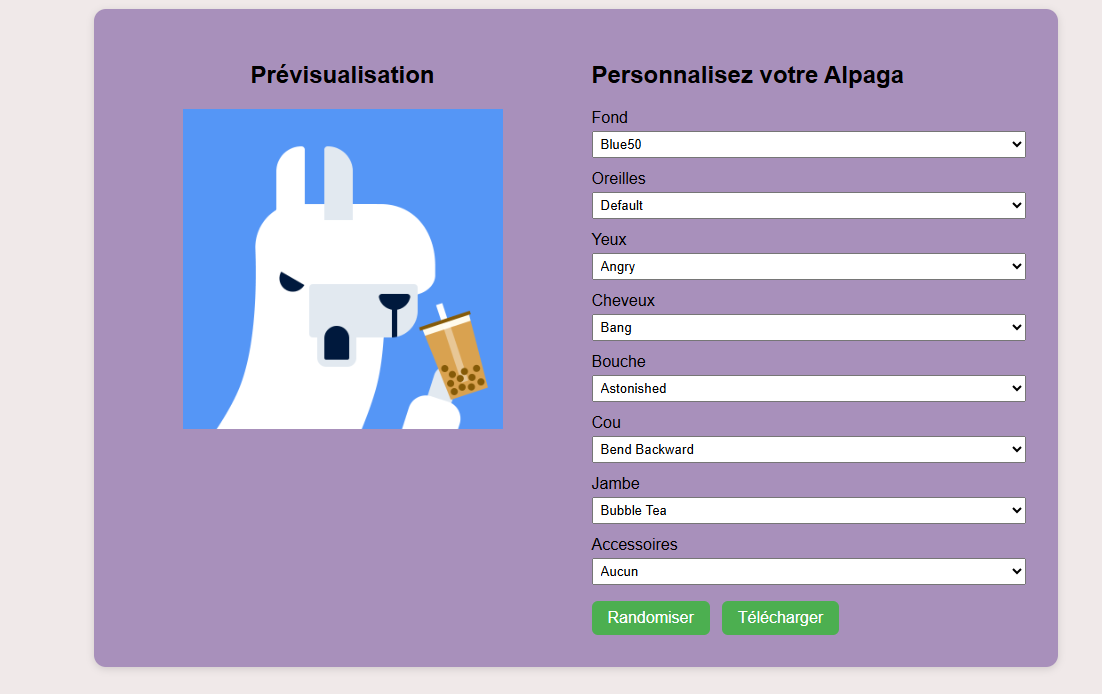 Prévisualisation
Personnalisez votre Alpaga
Fond
Blue50
Oreilles
Default
Yeux
Angry
Cheveux
Bang
Bouche
Astonished
Cou
Bend Backward
Jambe
Bubble Tea
Accessoires
Aucun
Randomiser Télécharger